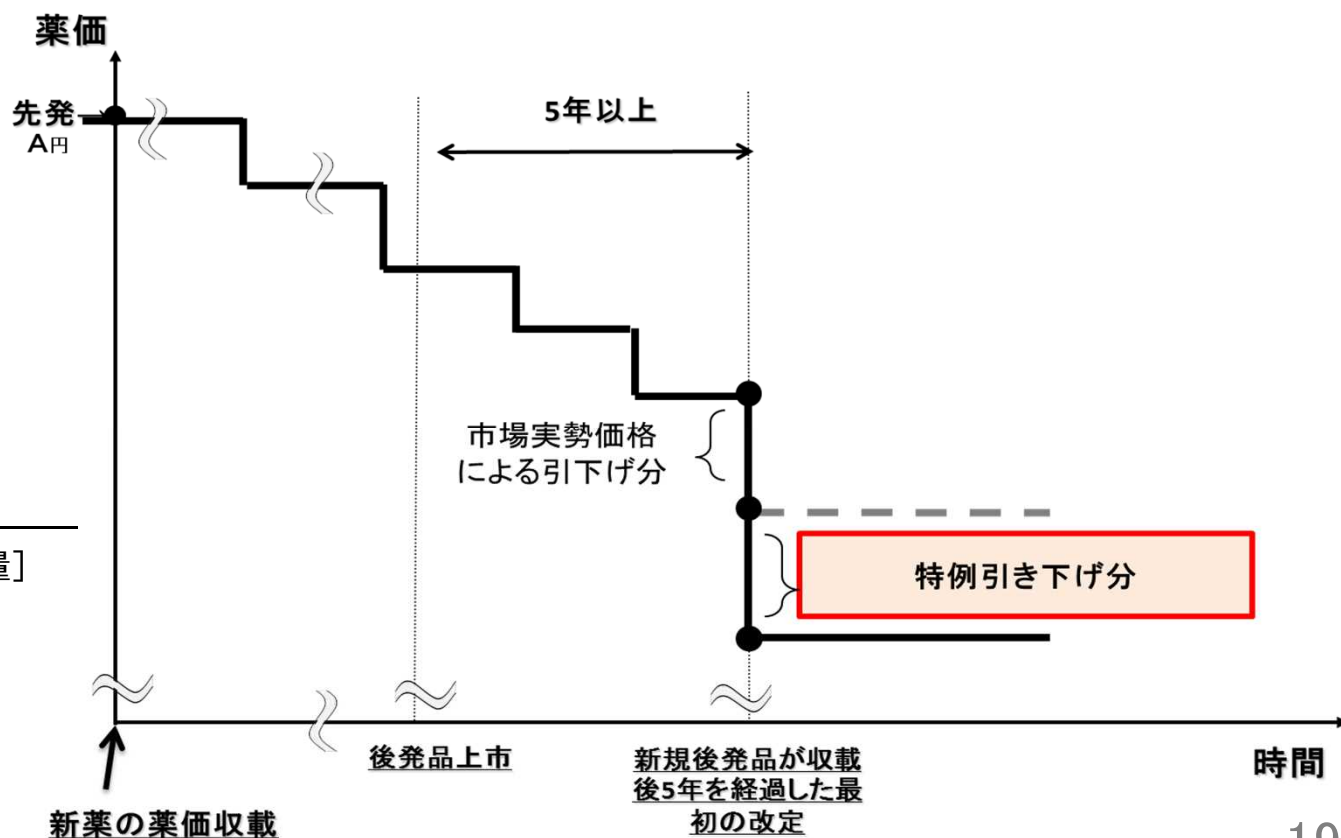 薬価
先発
A円
5年以上
市場実勢価格
による引下げ分
量]
特例引き下げ分
後発品上市
新規後発品が収載
後5年を経過した最
初の改定
時間
新薬の薬価収載